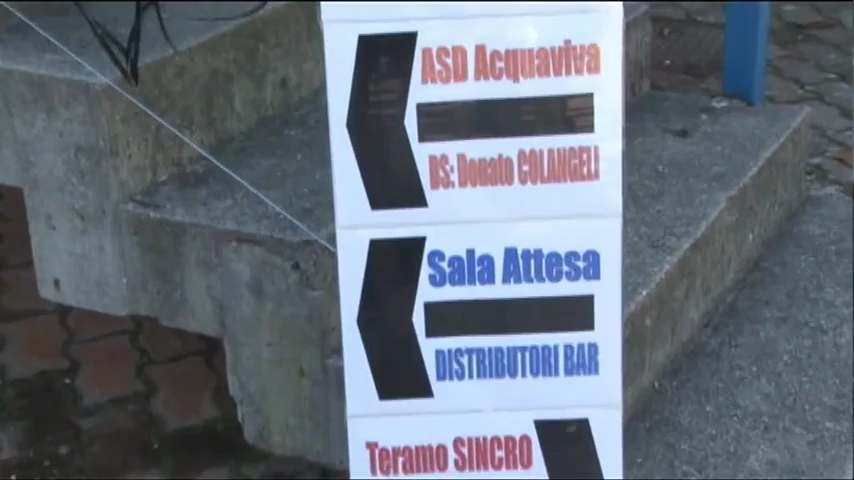 ASD Acquaviva
DS: Donato COLANGELI
Sala Attesa
DISTRIBUTORI BAR
Teramo SINCRO